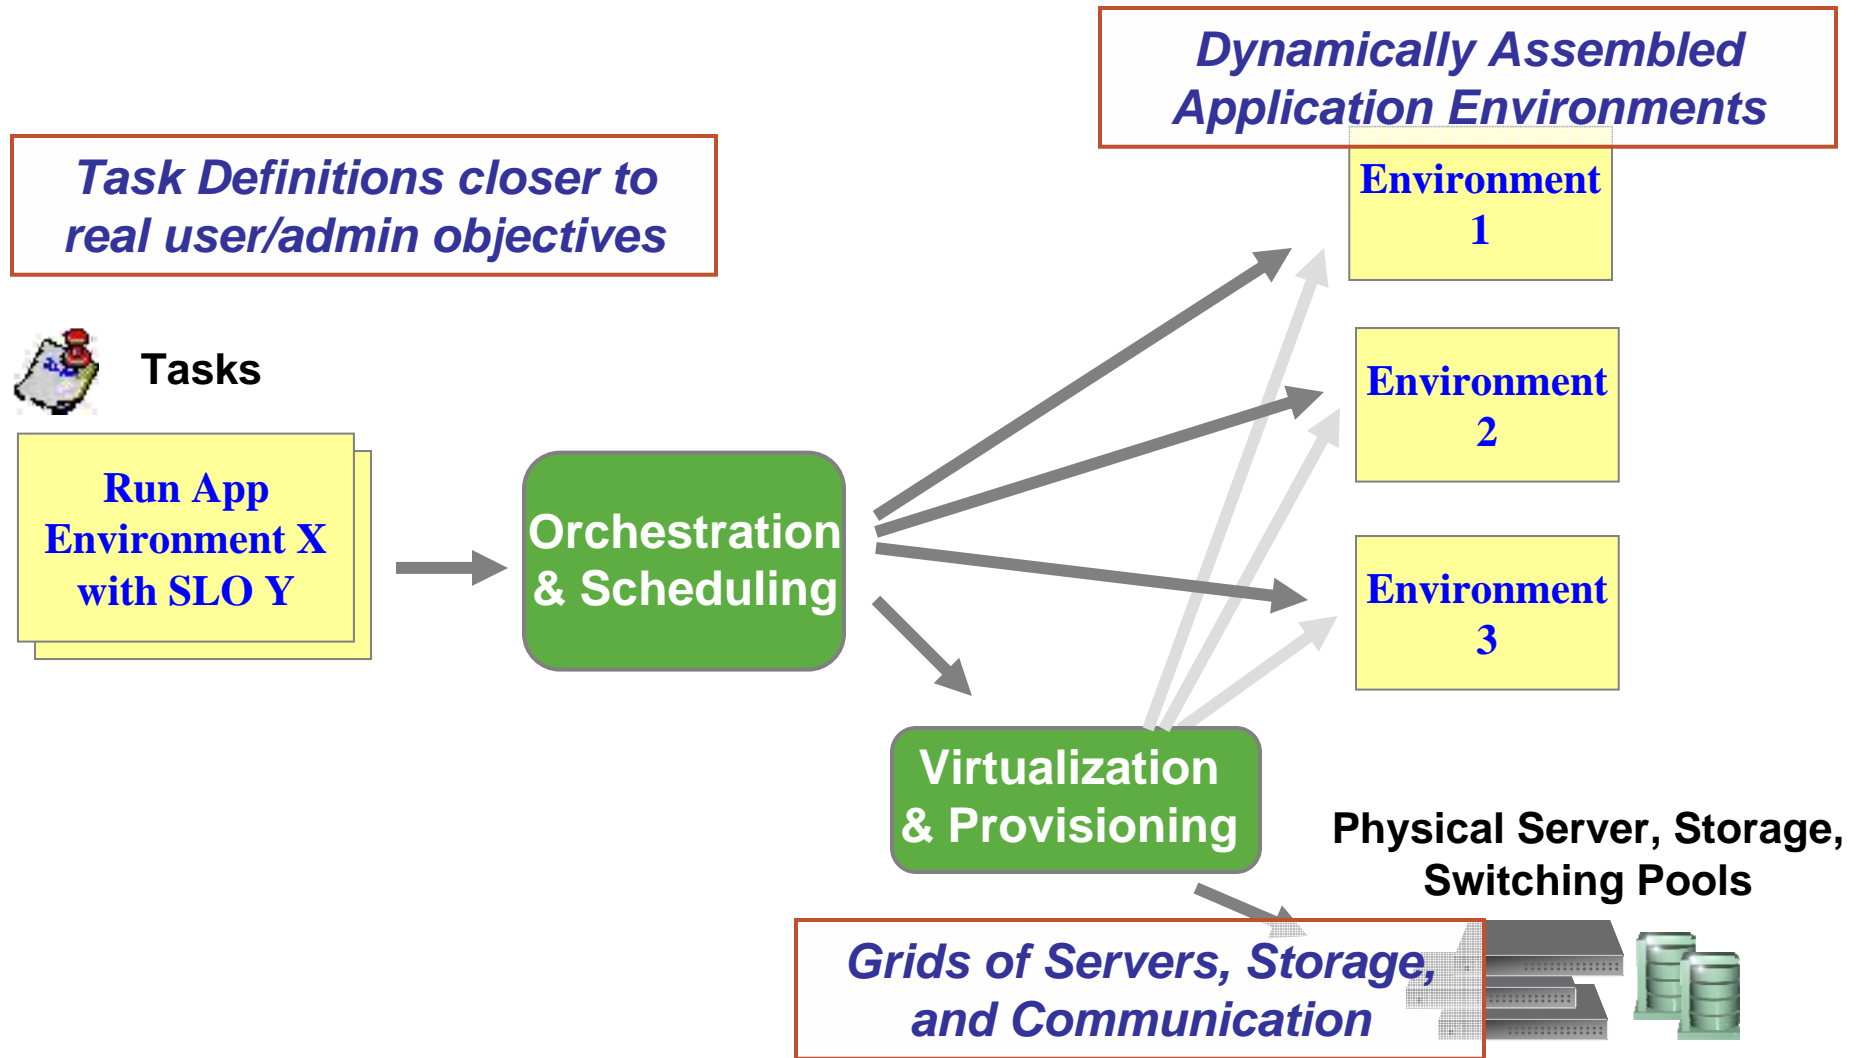 Dynamically Assembled
Application Environments
Task Definitions closer to
real user/admin objectives
Environment
1
Tasks
Environment
2
Run App
Environment X
with SLO Y
Orchestration
& Scheduling
Environment
3
Virtualization
& Provisioning
Physical Server, Storage,
Switching Pools
Grids of Servers, Storage,
and Communication